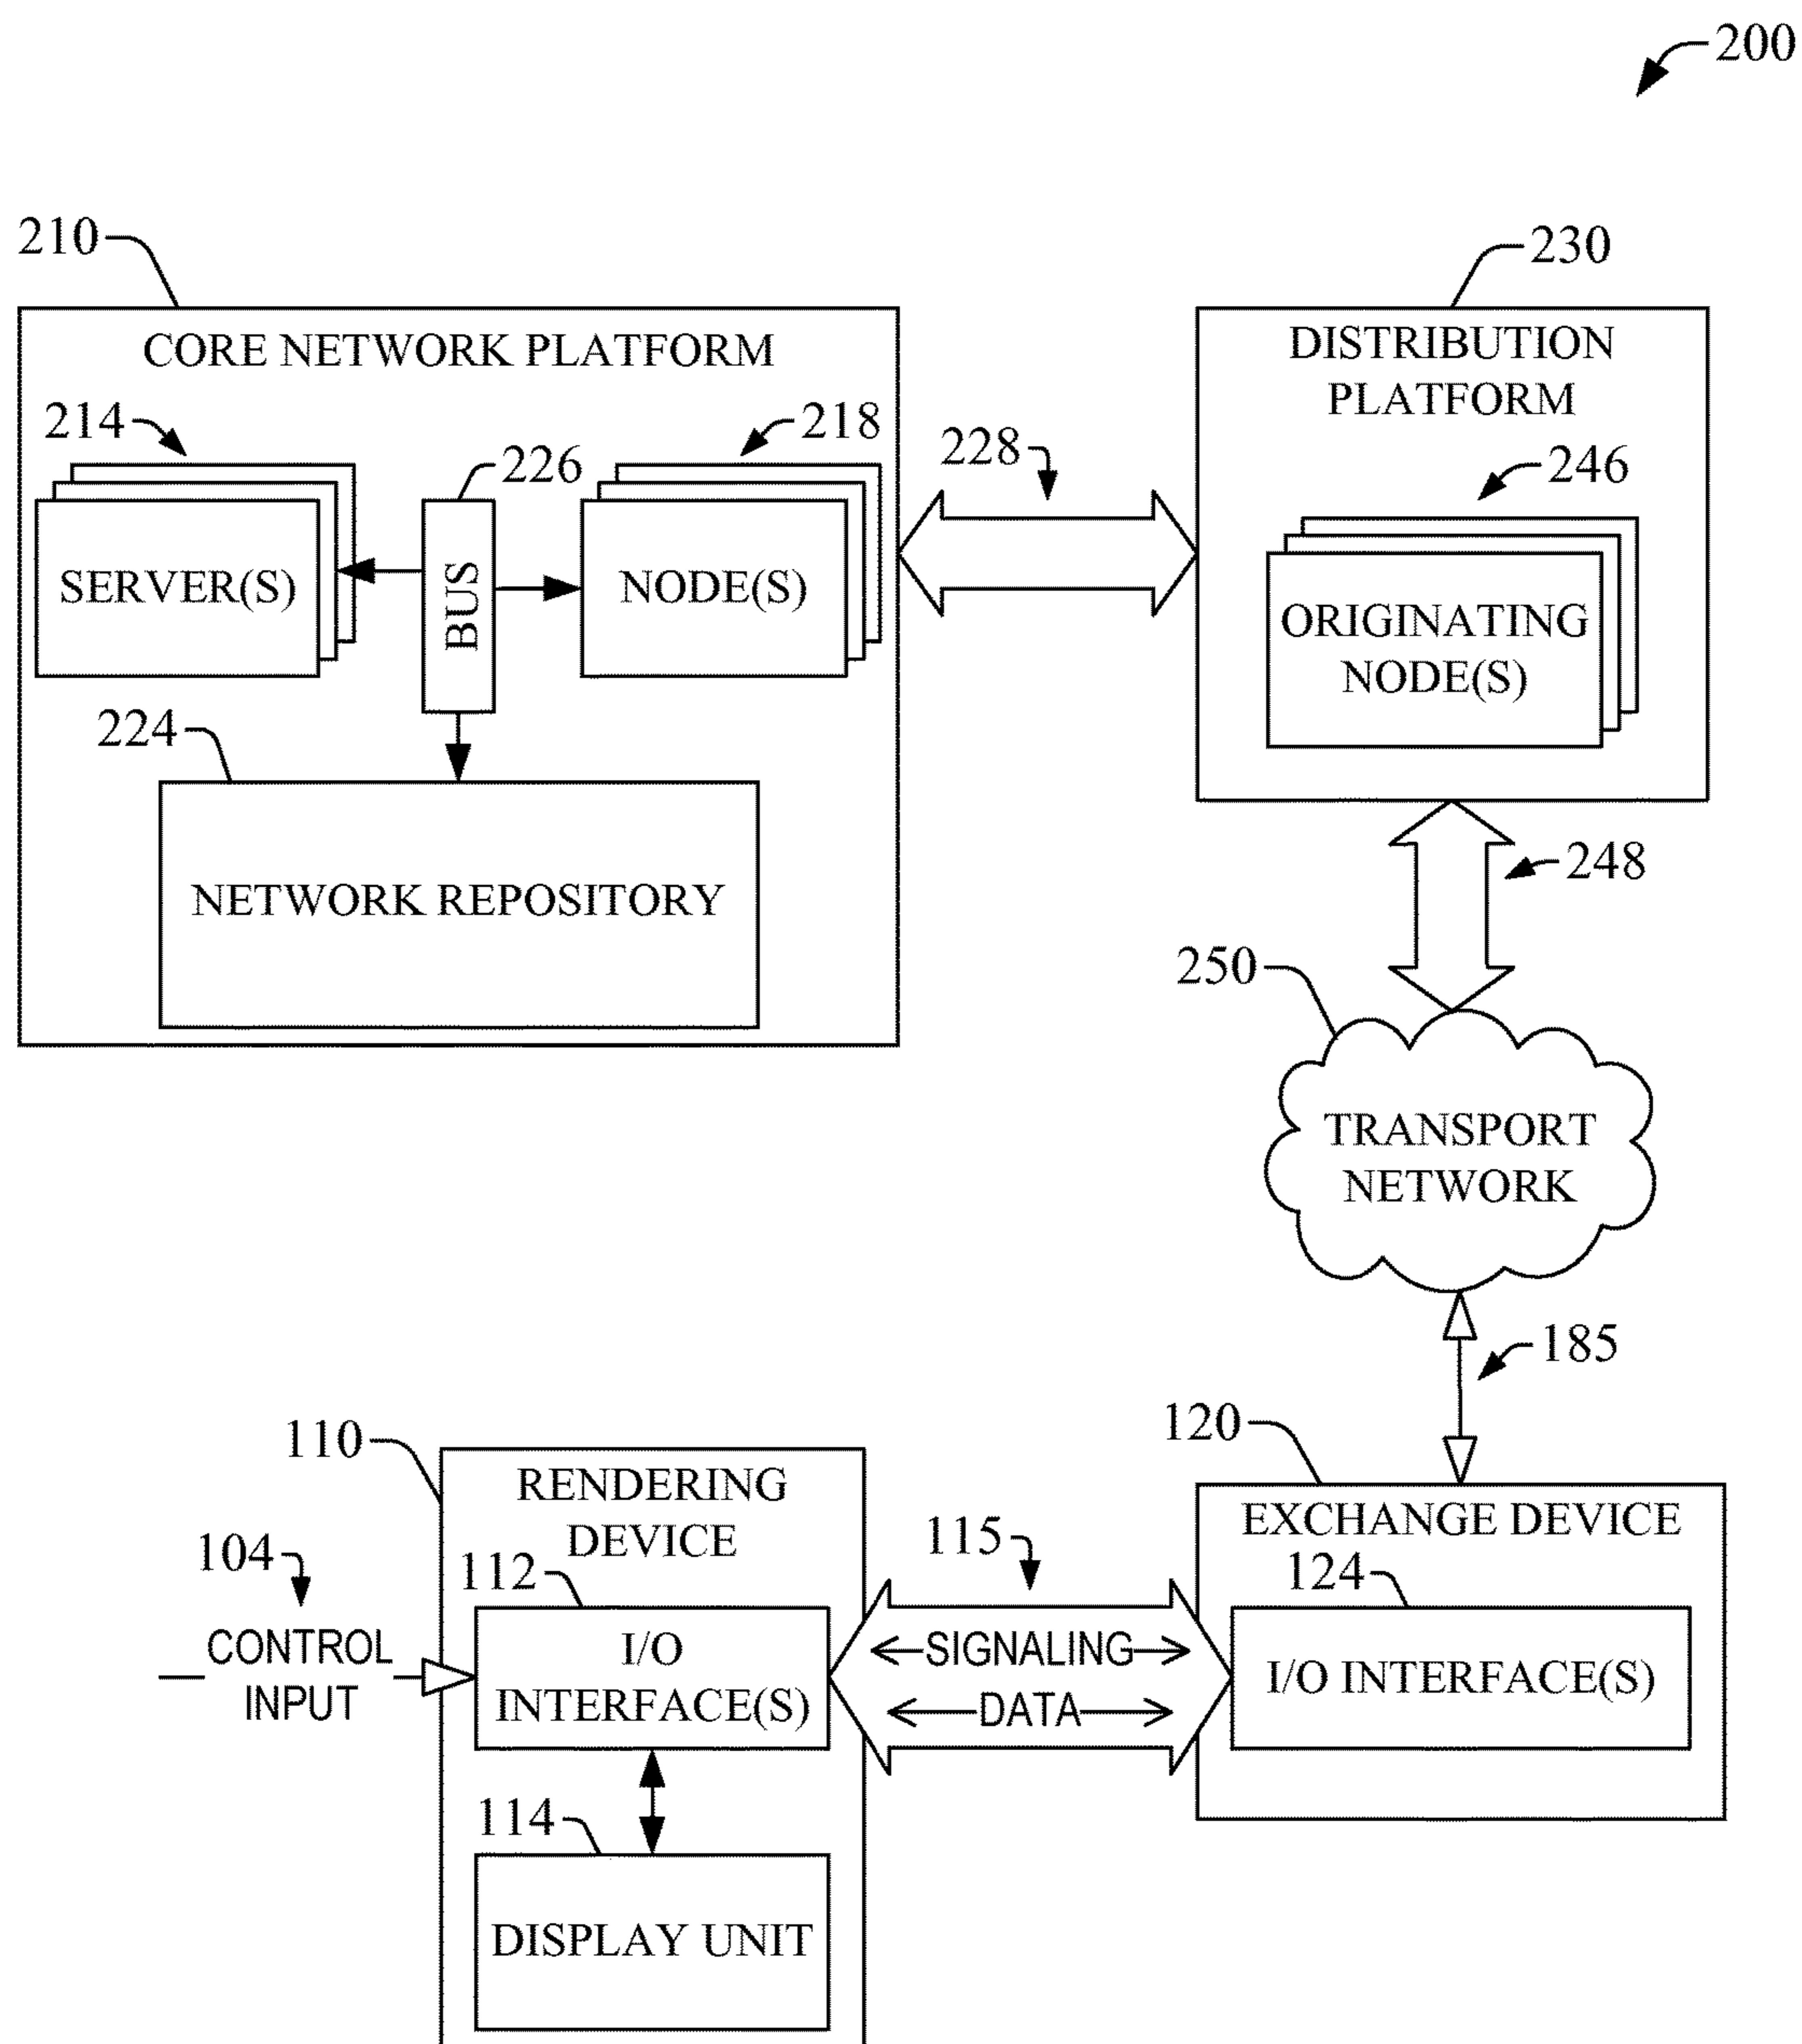 200
210
230
CORE NETWORK PLATFORM
DISTRIBUTION
PLATFORM
214
218
226
228
246
SERVER(S)
BUS
NODE(S)
ORIGINATING
NODE(S)
224
NETWORK REPOSITORY
248
250
TRANSPORT
NETWORK
185
110
120
RENDERING
DEVICE
EXCHANGE DEVICE
104
112
115
124
CONTROL
INPUT
I/O
INTERFACE(S)
SIGNALING
DATA
I/O INTERFACE(S)
114
DISPLAY UNIT